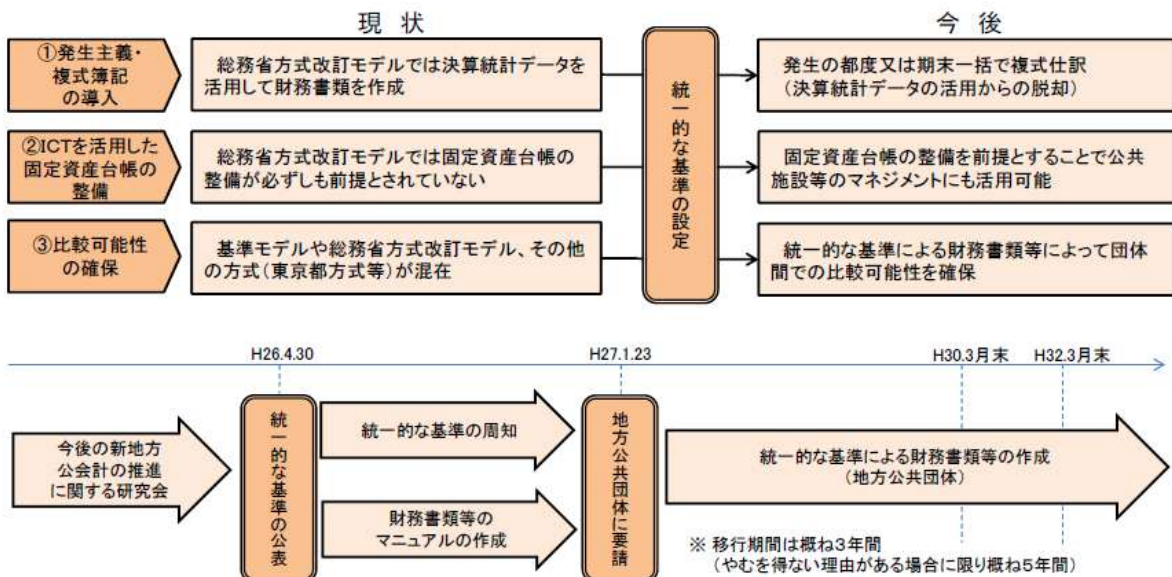 現 状
今 後
①発生主義・
複式簿記
の導入
総務省方式改訂モデルでは決算統計データを
活用して財務書類を作成
発生の都度又は期末一括で複式仕訳
(決算統計データの活用からの脱却)
②ICTを活用した
固定資産台帳の
整備
総務省方式改訂モデルでは固定資産台帳の
整備が必ずしも前提とされていない
固定資産台帳の整備を前提とすることで公共
施設等のマネジメントにも活用可能
③比較可能性
の確保
基準モデルや総務省方式改訂モデル、その他
の方式(東京都方式等)が混在
統一的な基準による財務書類等によって団体
間での比較可能性を確保
統一的な基準の設定
H26.4.30
H27.1.23
H30.3月末
H32.3月末
今後の新地方
公会計の推進
に関する研究会
統一的な基準の公表
統一的な基準の周知
財務書類等の
マニュアルの作成
地方公共団体に要請
統一的な基準による財務書類等の作成
(地方公共団体)
※ 移行期間は概ね3年間
(やむを得ない理由がある場合に限り概ね5年間)